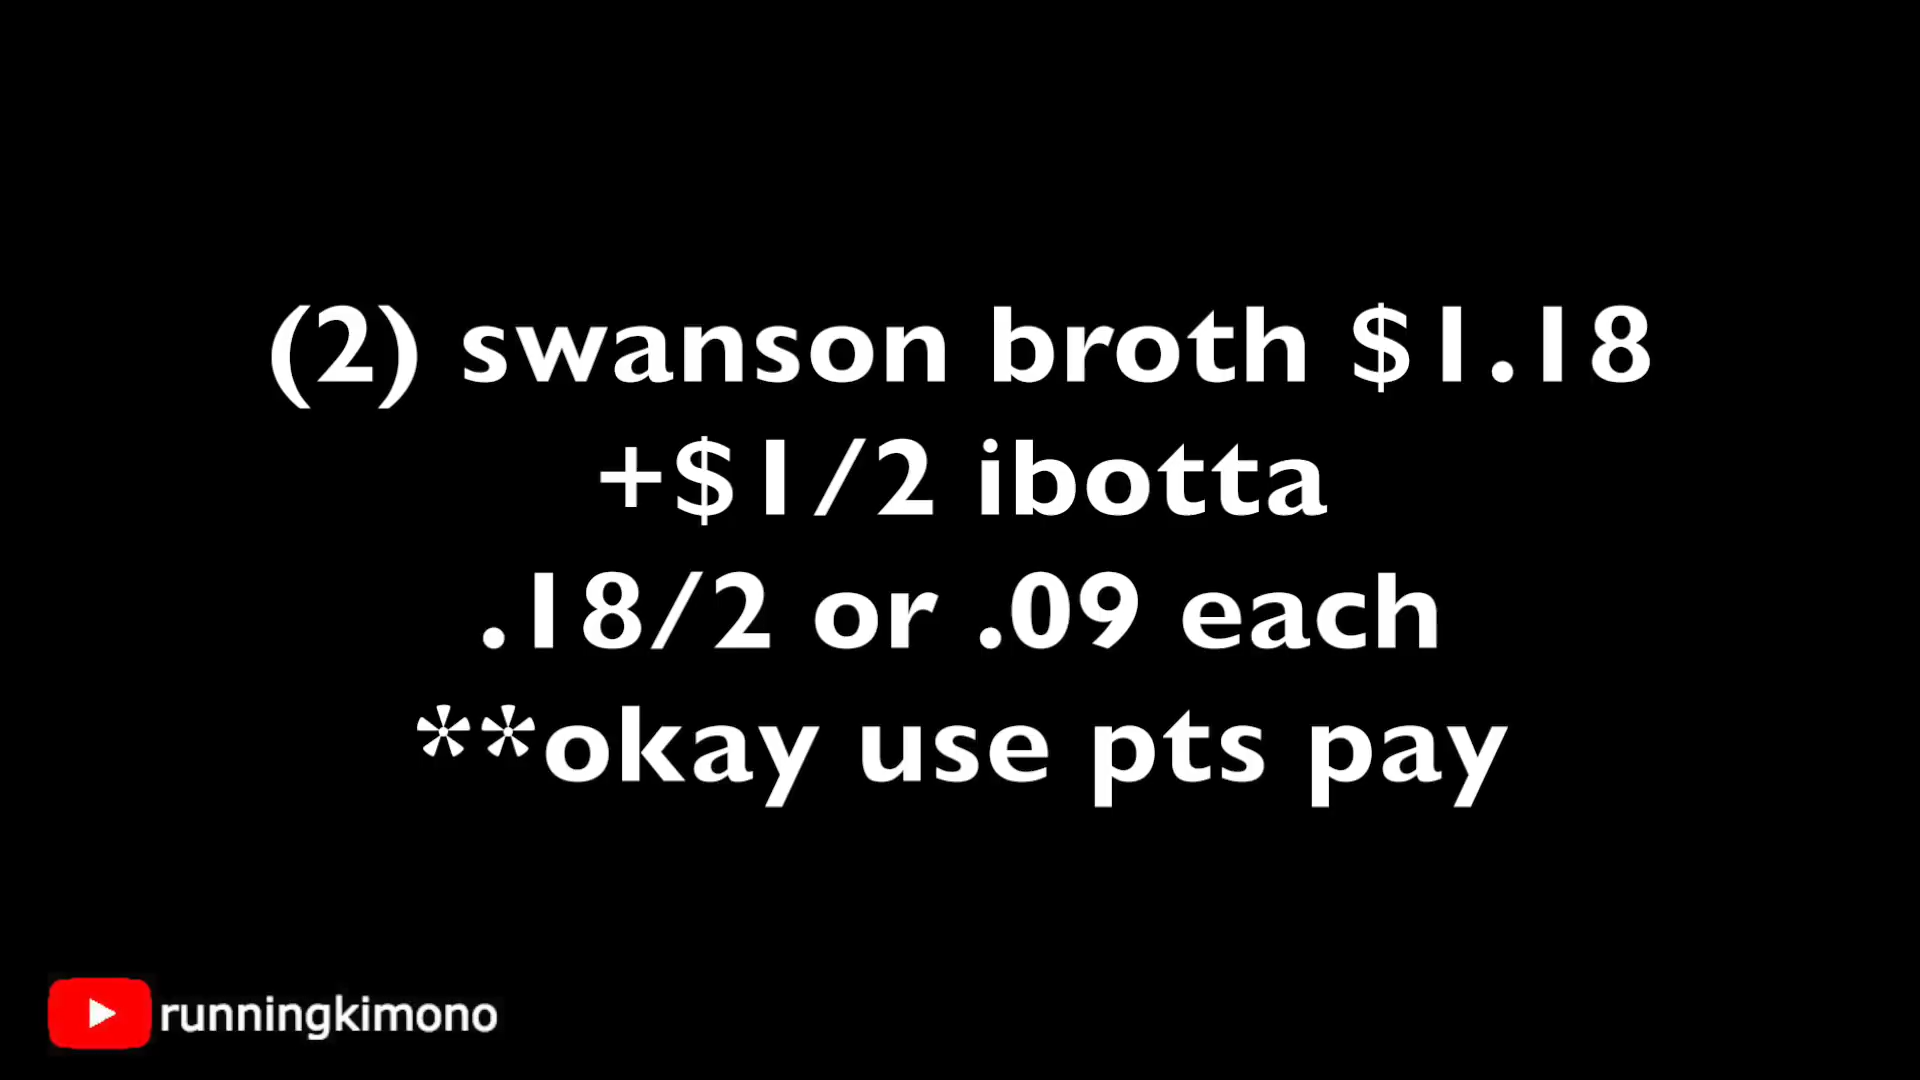 (2) swanson broth $1.18
+$1/2 ibotta
.18/2 or .09 each
**okay use pts pay
runningkimono